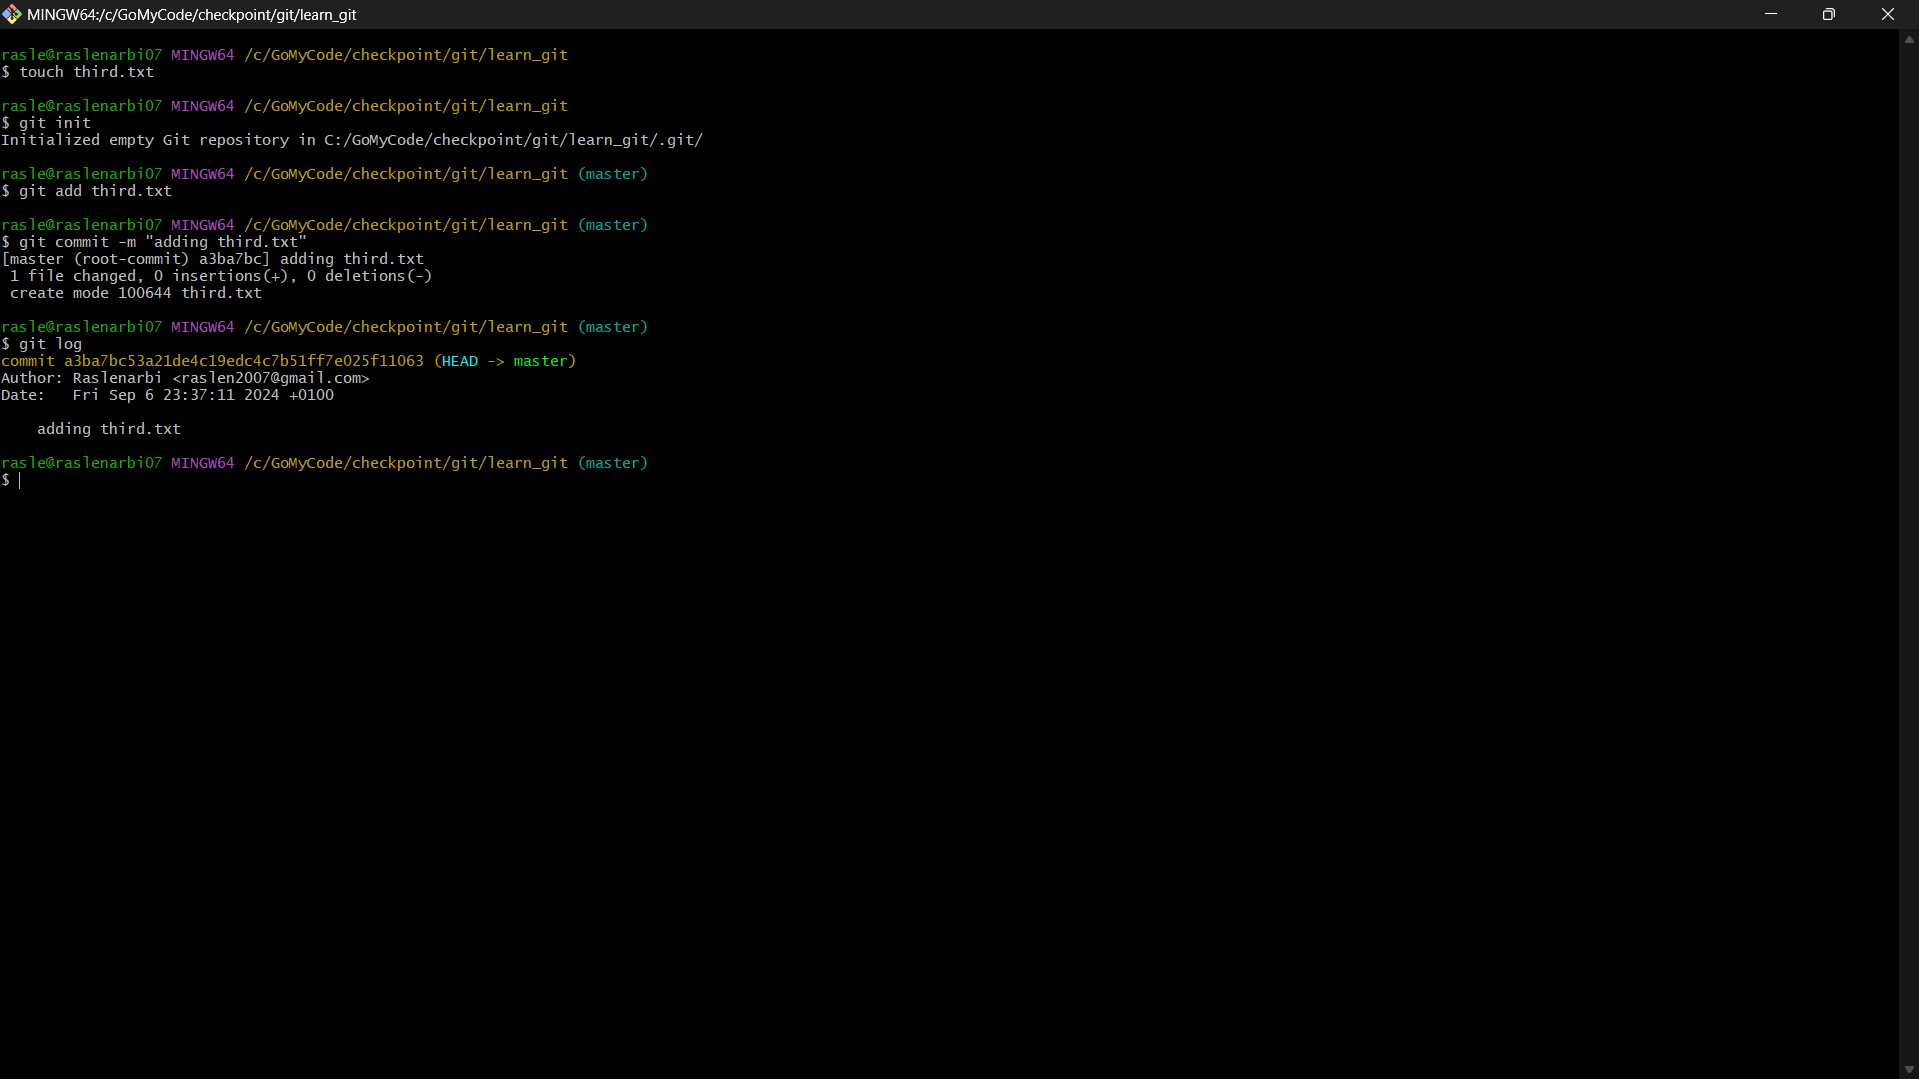 MINGW64:/c/GoMyCode/checkpoint/git/learn_git
rasle@raslenarbi07 MINGW64 /c/GoMyCode/checkpoint/git/learn_git
$ touch third.txt
rasle@raslenarbi07 MINGW64 /c/GoMyCode/checkpoint/git/learn_git
$ git init
Initialized empty Git repository in C:/GoMyCode/checkpoint/git/learn_git/.git/
rasle@raslenarbi07 MINGW64 /c/GoMyCode/checkpoint/git/learn_git (master)
$ git add third.txt
rasle@raslenarbi07 MINGW64 /c/GoMyCode/checkpoint/git/learn_git (master)
$ git commit -m "adding third.txt"
[master (root-commit) a3ba7bc] adding third.txt
 1 file changed, 0 insertions(+), 0 deletions(-)
 create mode 100644 third.txt
rasle@raslenarbi07 MINGW64 /c/GoMyCode/checkpoint/git/learn_git (master)
$ git log
commit a3ba7bc53a21de4c19edc4c7b51ff7e025f11063 (HEAD -> master)
Author: Raslenarbi <raslen2007@gmail.com>
Date:   Fri Sep 6 23:37:11 2024 +0100
    adding third.txt
rasle@raslenarbi07 MINGW64 /c/GoMyCode/checkpoint/git/learn_git (master)
$